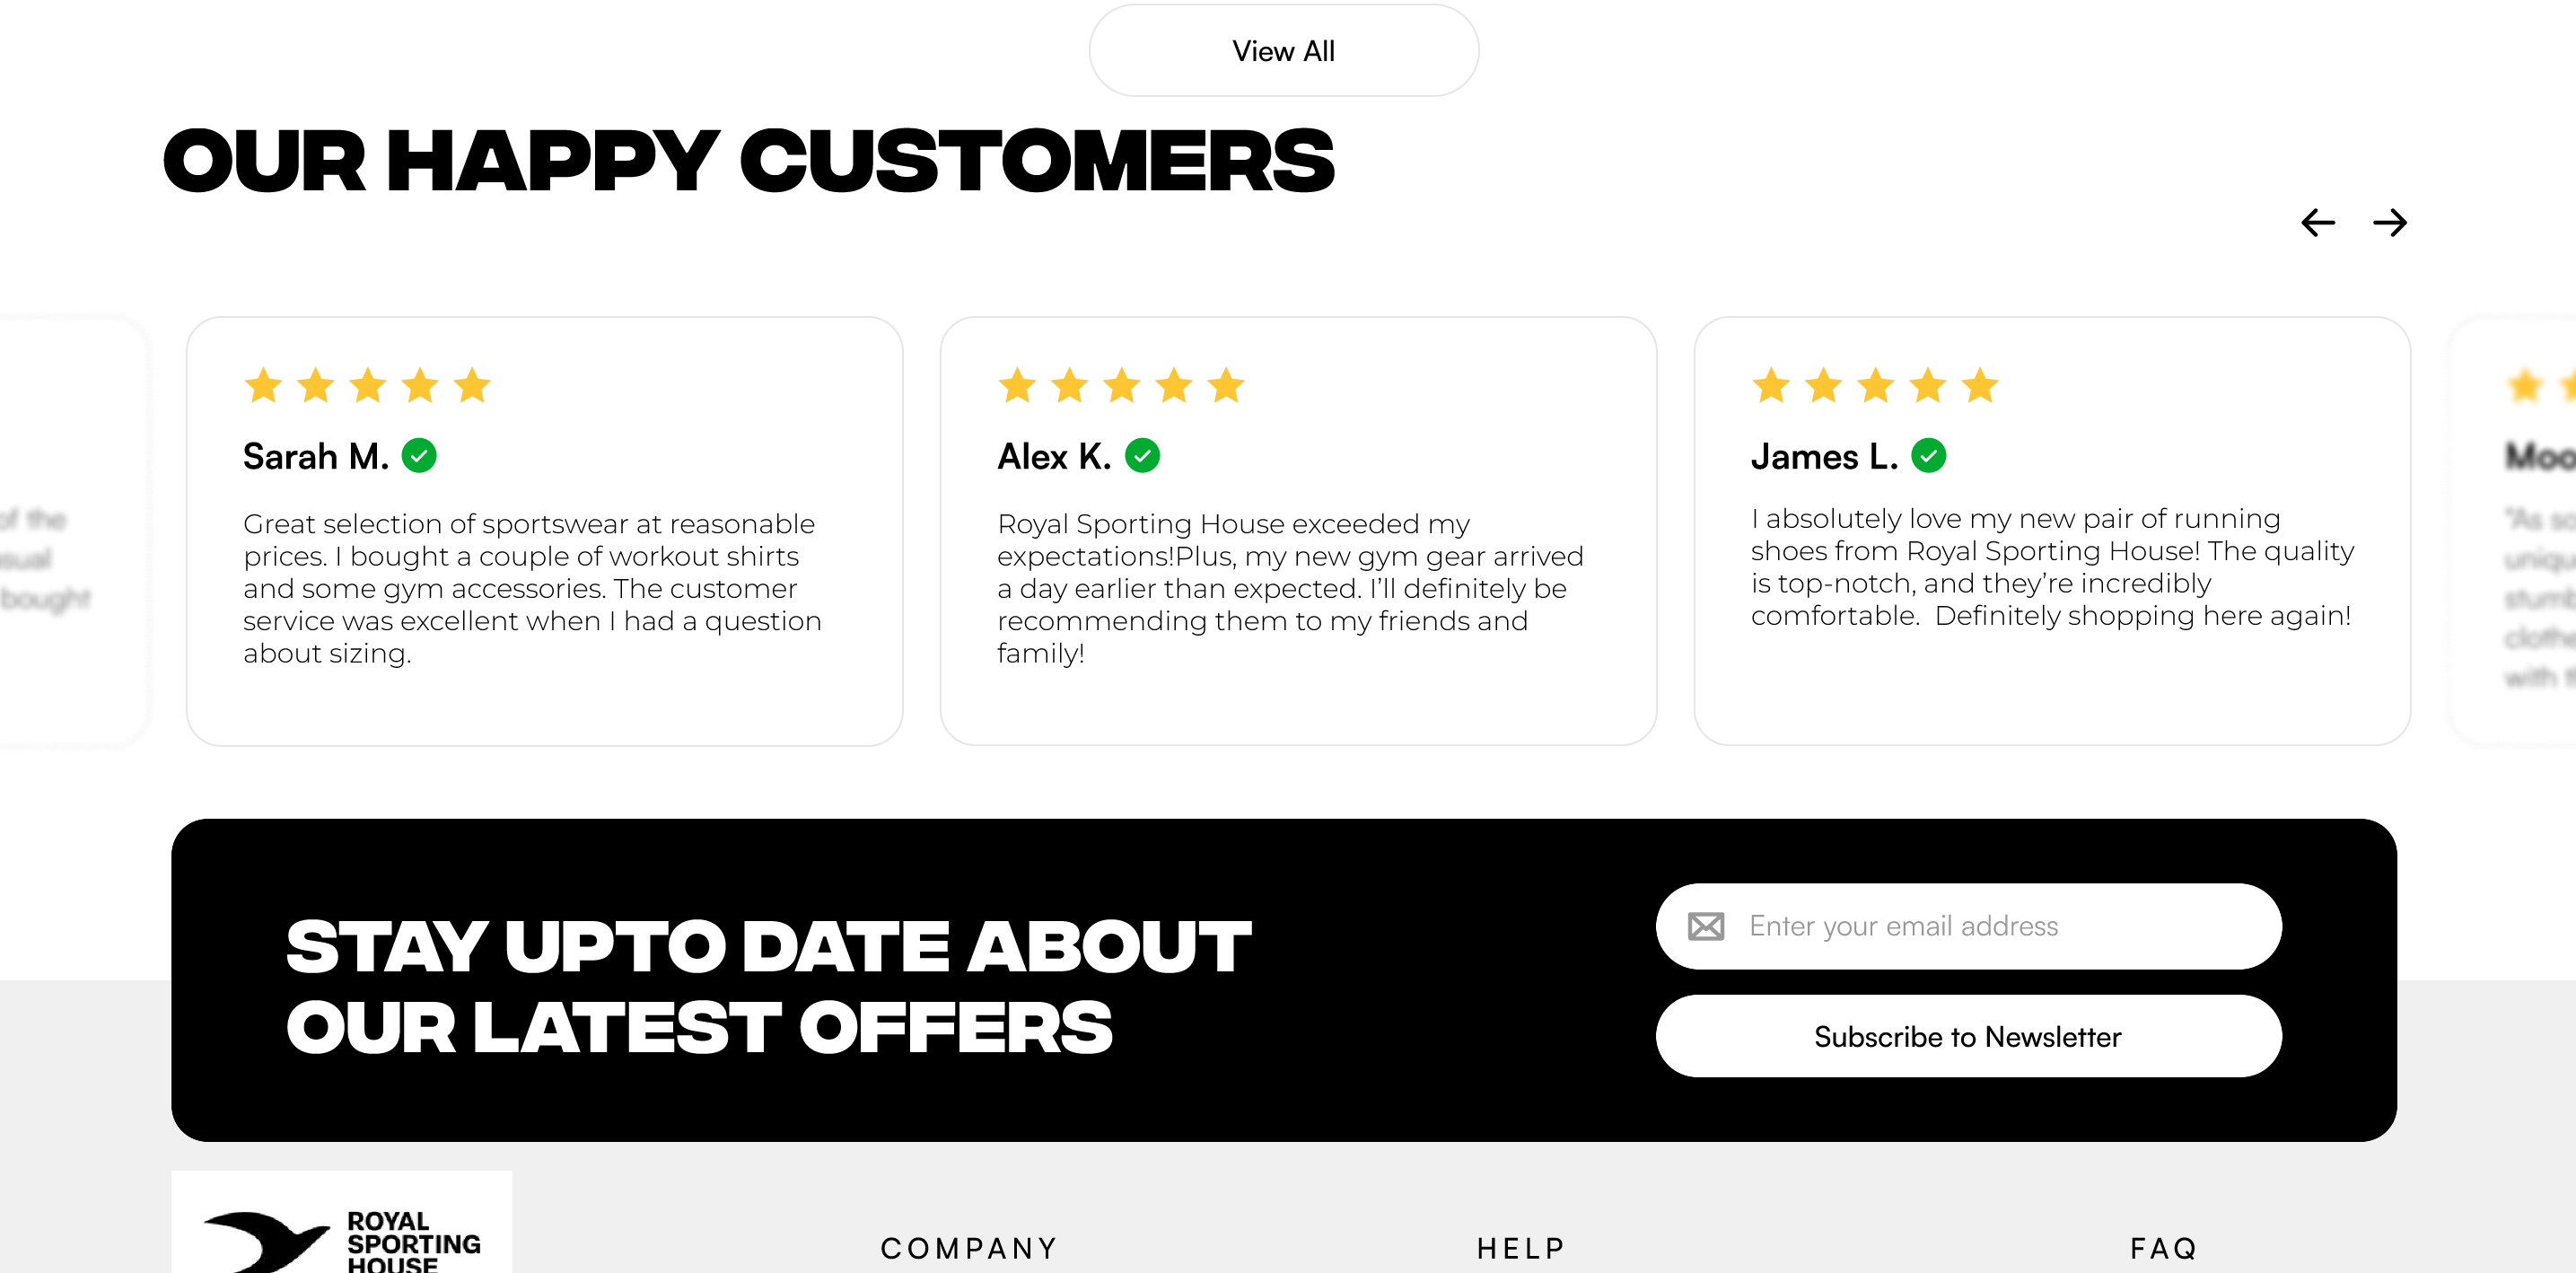 View All
OUR HAPPY CUSTOMERS
of the
bought
Sarah M.
Great selection of sportswear at reasonable
prices. I bought a couple of workout shirts
and some gym accessories. The customer
service was excellent when I had a question
about sizing.
Alex K.
Royal Sporting House exceeded my
expectations!Plus, my new gym gear arrived
a day earlier than expected. I’ll definitely be
recommending them to my friends and
family!
James L.
I absolutely love my new pair of running
shoes from Royal Sporting House! The quality
is top-notch, and they’re incredibly
comfortable.  Definitely shopping here again!
"As
with
STAY UPTO DATE ABOUT
OUR LATEST OFFERS
Enter your email address
Subscribe to Newsletter
ROYAL
SPORTING
HOUSE
COMPANY
HELP
FAQ